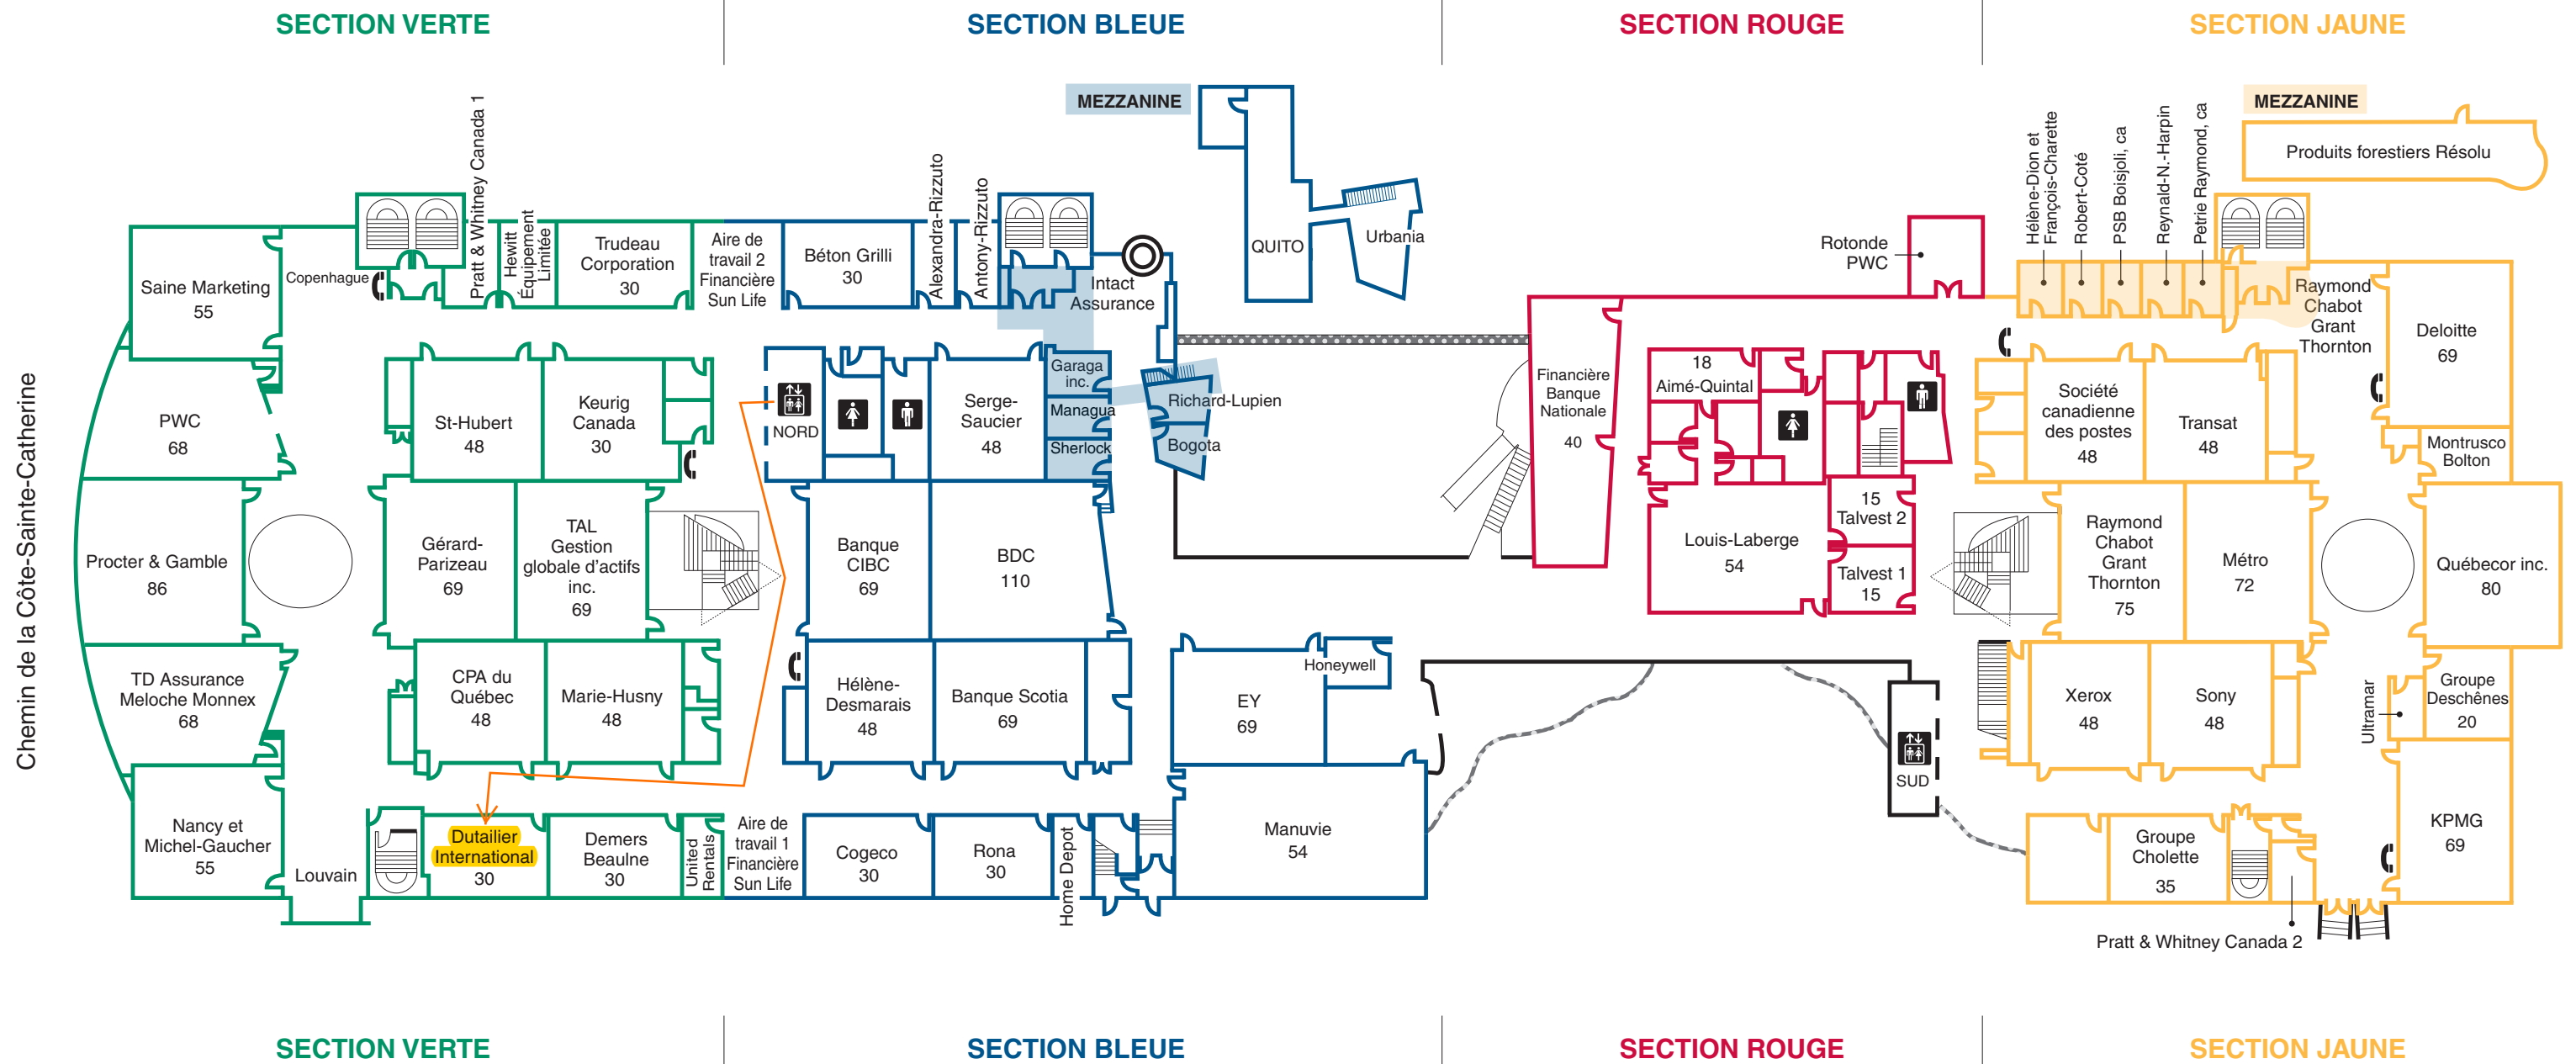 SECTION VERTE
SECTION BLEUE
SECTION ROUGE
SECTION JAUNE
Chemin de la Côte-Sainte-Catherine
Saine Marketing
55
PWC
68
Procter & Gamble
86
TD Assurance
Meloche Monnex
68
Nancy et
Michel-Gaucher
55
Louvain
Copenhague
Pratt & Whitney Canada 1
Hewitt
Équipement
Limitée
Trudeau
Corporation
30
Aire de
travail 2
Financière
Sun Life
St-Hubert
48
Keurig
Canada
30
Gérard-
Parizeau
69
TAL
Gestion
globale d'actifs
inc.
69
CPA du
Québec
48
Marie-Husny
48
Dutailier
International
30
Demers
Beaulne
30
United
Rentals
Aire de
travail 1
Financière
Sun Life
Béton Grilli
30
Alexandra-Rizzuto
Antony-Rizzuto
MEZZANINE
QUITO
Urbania
Intact
Assurance
NORD
Serge-
Saucier
48
Garaga
inc.
Managua
Sherlock
Richard-Lupien
Bogota
Banque
CIBC
69
BDC
110
Hélène-
Desmarais
48
Banque Scotia
69
Cogeco
30
Rona
30
Home Depot
EY
69
Honeywell
Manuvie
54
Rotonde
PWC
Financière
Banque
Nationale
40
18
Aimé-Quintal
15
Talvest 2
Louis-Laberge
54
Talvest 1
15
SUD
MEZZANINE
Produits forestiers Résolu
Hélène-Dion et
François-Charette
Robert-Coté
PSB Boisjoli, ca
Reynald-N.-Harpin
Petrie Raymond, ca
Raymond
Chabot
Grant
Thornton
Deloitte
69
Société
canadienne
des postes
48
Transat
48
Montrusco
Bolton
Raymond
Chabot
Grant
Thornton
75
Métro
72
Québecor inc.
80
Xerox
48
Sony
48
Ultramar
Groupe
Deschênes
20
Groupe
Cholette
35
KPMG
69
Pratt & Whitney Canada 2
SECTION VERTE
SECTION BLEUE
SECTION ROUGE
SECTION JAUNE